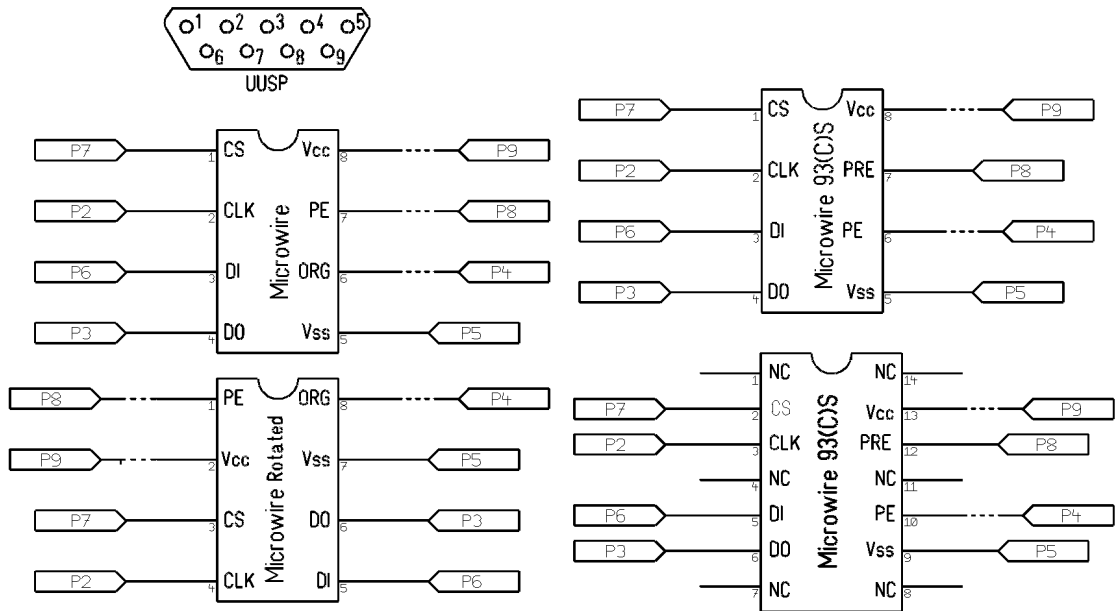 1 2 3 4 5
6 7 8 9
UUSP
P7 1 CS Vcc 8 P9
P2 2 CLK PE 7 P8
P6 3 DI ORG 6 P4
P3 4 DO Vss 5 P5
Microwire
P8 1 PE ORG 8 P4
P9 2 Vcc Vss 7 P5
P7 3 CS DO 6 P3
P2 4 CLK DI 5 P6
Microwire Rotated
P7 1 CS Vcc 8 P9
P2 2 CLK PRE 7 P8
P6 3 DI PE 6 P4
P3 4 DO Vss 5 P5
Microwire 93(C)S
1 NC NC 14
P7 2 CS Vcc 13 P9
P2 3 CLK PRE 12 P8
4 NC NC 11
P6 5 DI PE 10 P4
P3 6 DO Vss 9 P5
7 NC NC 8
Microwire 93(C)S